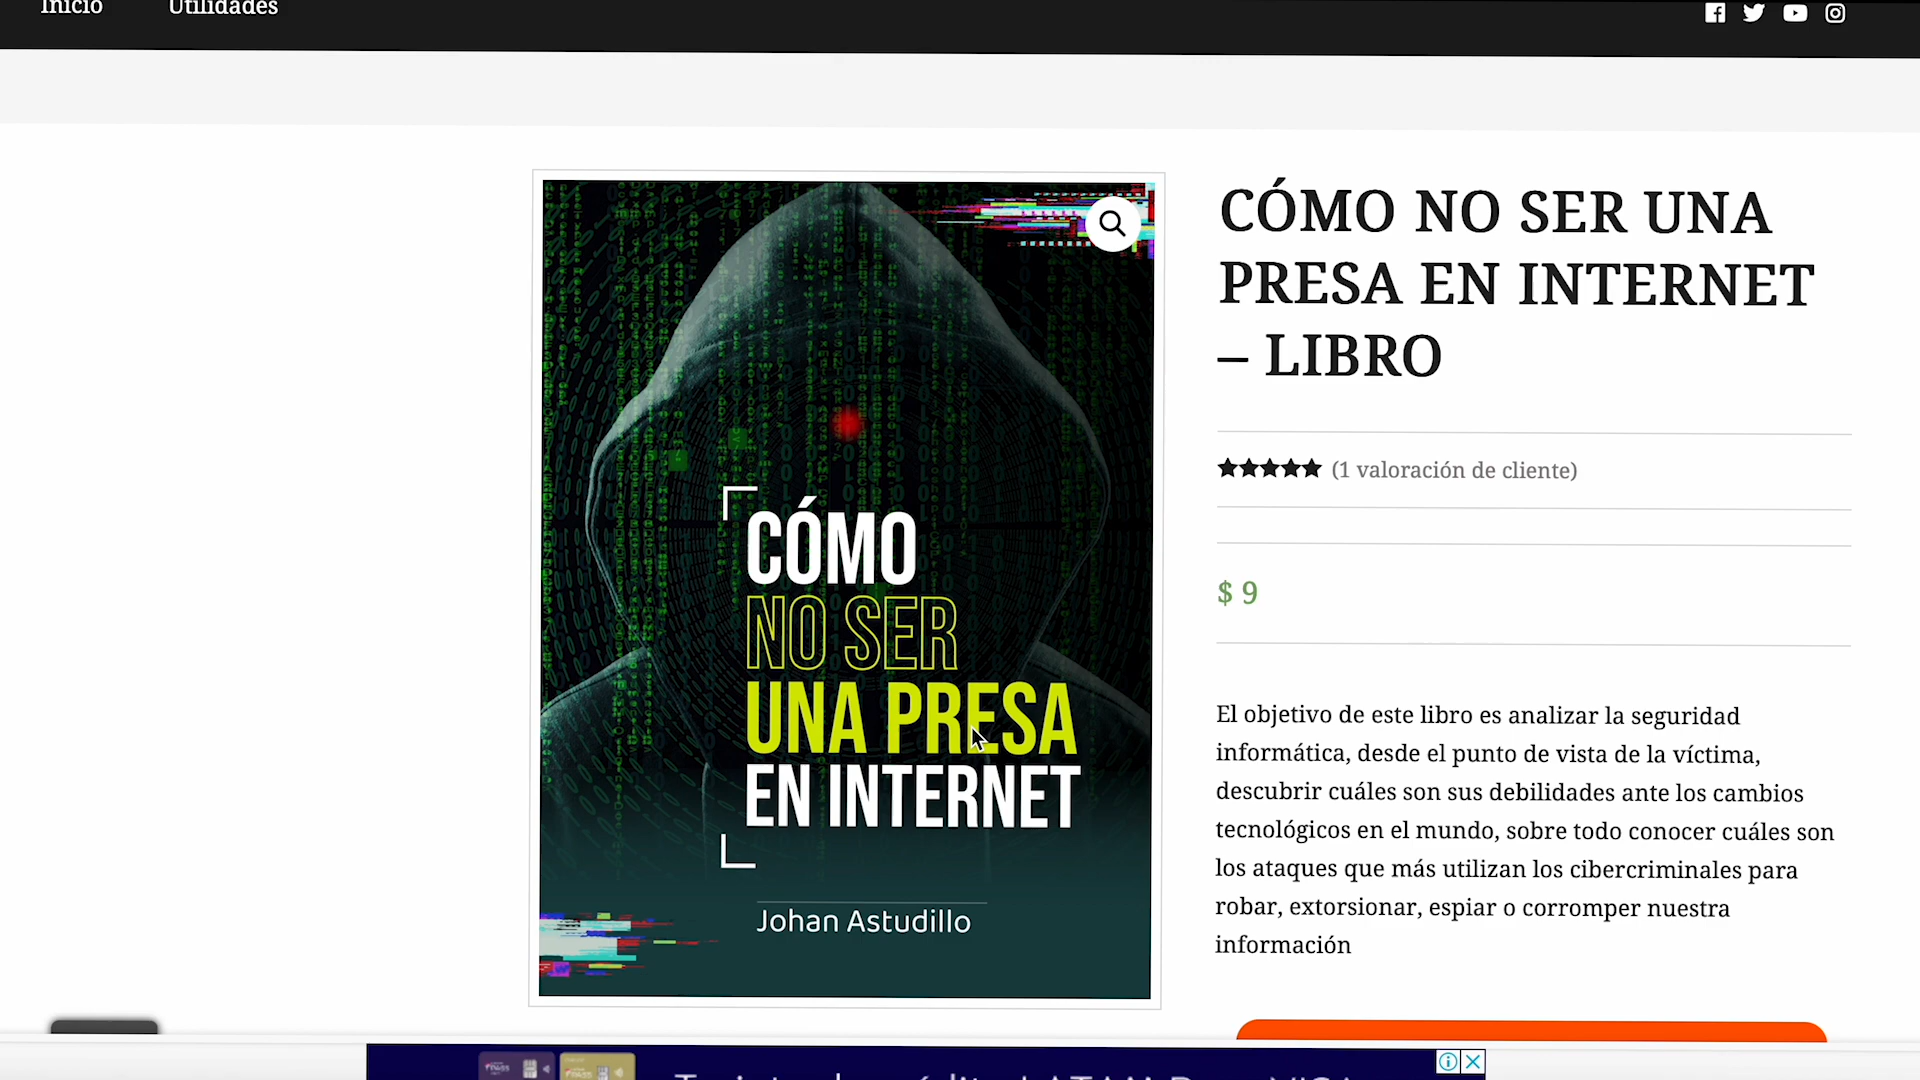 Inicio
Utilidades
CÓMO
NO SER
UNA PRESA
EN INTERNET
Johan Astudillo
CÓMO NO SER UNA
PRESA EN INTERNET
– LIBRO
(1 valoración de cliente)
$ 9
El objetivo de este libro es analizar la seguridad
informática, desde el punto de vista de la víctima,
descubrir cuáles son sus debilidades ante los cambios
tecnológicos en el mundo, sobre todo conocer cuáles son
los ataques que más utilizan los cibercriminales para
robar, extorsionar, espiar o corromper nuestra
información